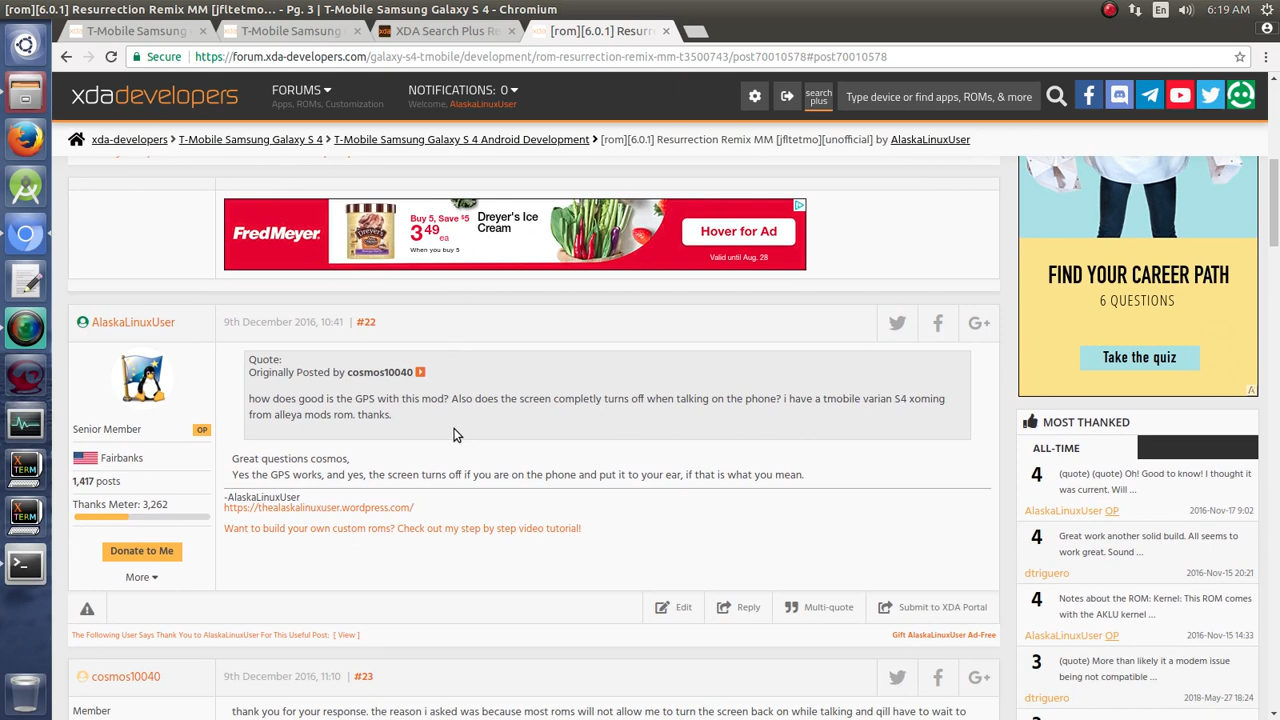 [rom][6.0.1] Resurrection Remix MM [jfltetmo... - Pg. 3 | T-Mobile Samsung Galaxy S 4 - Chromium
En
6:19 AM
T-Mobile Samsung
T-Mobile Samsung
XDA Search Plus Re
[rom][6.0.1] Resurr
Secure
https://forum.xda-developers.com/galaxy-s4-tmobile/development/rom-resurrection-remix-mm-t3500743/post70010578#post70010578
xdadevelopers
FORUMS
Apps, ROMs, Customization
NOTIFICATIONS: 0
Welcome, AlaskaLinuxUser
search
plus
Type device or find apps, ROMs, & more
xda-developers
T-Mobile Samsung Galaxy S 4
T-Mobile Samsung Galaxy S 4 Android Development
[rom][6.0.1] Resurrection Remix MM [jfltetmo][unofficial] by AlaskaLinuxUser
FredMeyer.
Buy 5, Save $5
3 49 ea
When you buy 5
Dreyer's Ice
Cream
Hover for Ad
Valid until Aug. 28
AlaskaLinuxUser
9th December 2016, 10:41 | #22
Quote:
Originally Posted by cosmos10040
how does good is the GPS with this mod? Also does the screen completly turns off when talking on the phone? i have a tmobile varian S4 xoming
from alleya mods rom. thanks.
Senior Member
OP
Fairbanks
1,417 posts
Thanks Meter: 3,262
Donate to Me
More
Great questions cosmos,
Yes the GPS works, and yes, the screen turns off if you are on the phone and put it to your ear, if that is what you mean.
-AlaskaLinuxUser
https://thealaskalinuxuser.wordpress.com/
Want to build your own custom roms? Check out my step by step video tutorial!
Edit
Reply
Multi-quote
Submit to XDA Portal
The Following User Says Thank You to AlaskaLinuxUser For This Useful Post: [ View ]
Gift AlaskaLinuxUser Ad-Free
cosmos10040
9th December 2016, 11:10 | #23
Member
thank you for your response. the reason i asked was because most roms will not allow me to turn the screen back on while talking and qill have to wait to
FIND YOUR CAREER PATH
6 QUESTIONS
Take the quiz
MOST THANKED
ALL-TIME
4
(quote) (quote) Oh! Good to know! I thought it
was current. Will ...
AlaskaLinuxUser OP
2016-Nov-17 9:02
4
Great work another solid build. All seems to
work great. Sound ...
dtriguero
2016-Nov-15 20:21
4
Notes about the ROM: Kernel: This ROM comes
with the AKLU kernel ...
AlaskaLinuxUser OP
2016-Nov-15 14:33
3
(quote) More than likely it a modem issue
being not compatible ...
dtriguero
2018-May-27 18:24
X TERM
X TERM